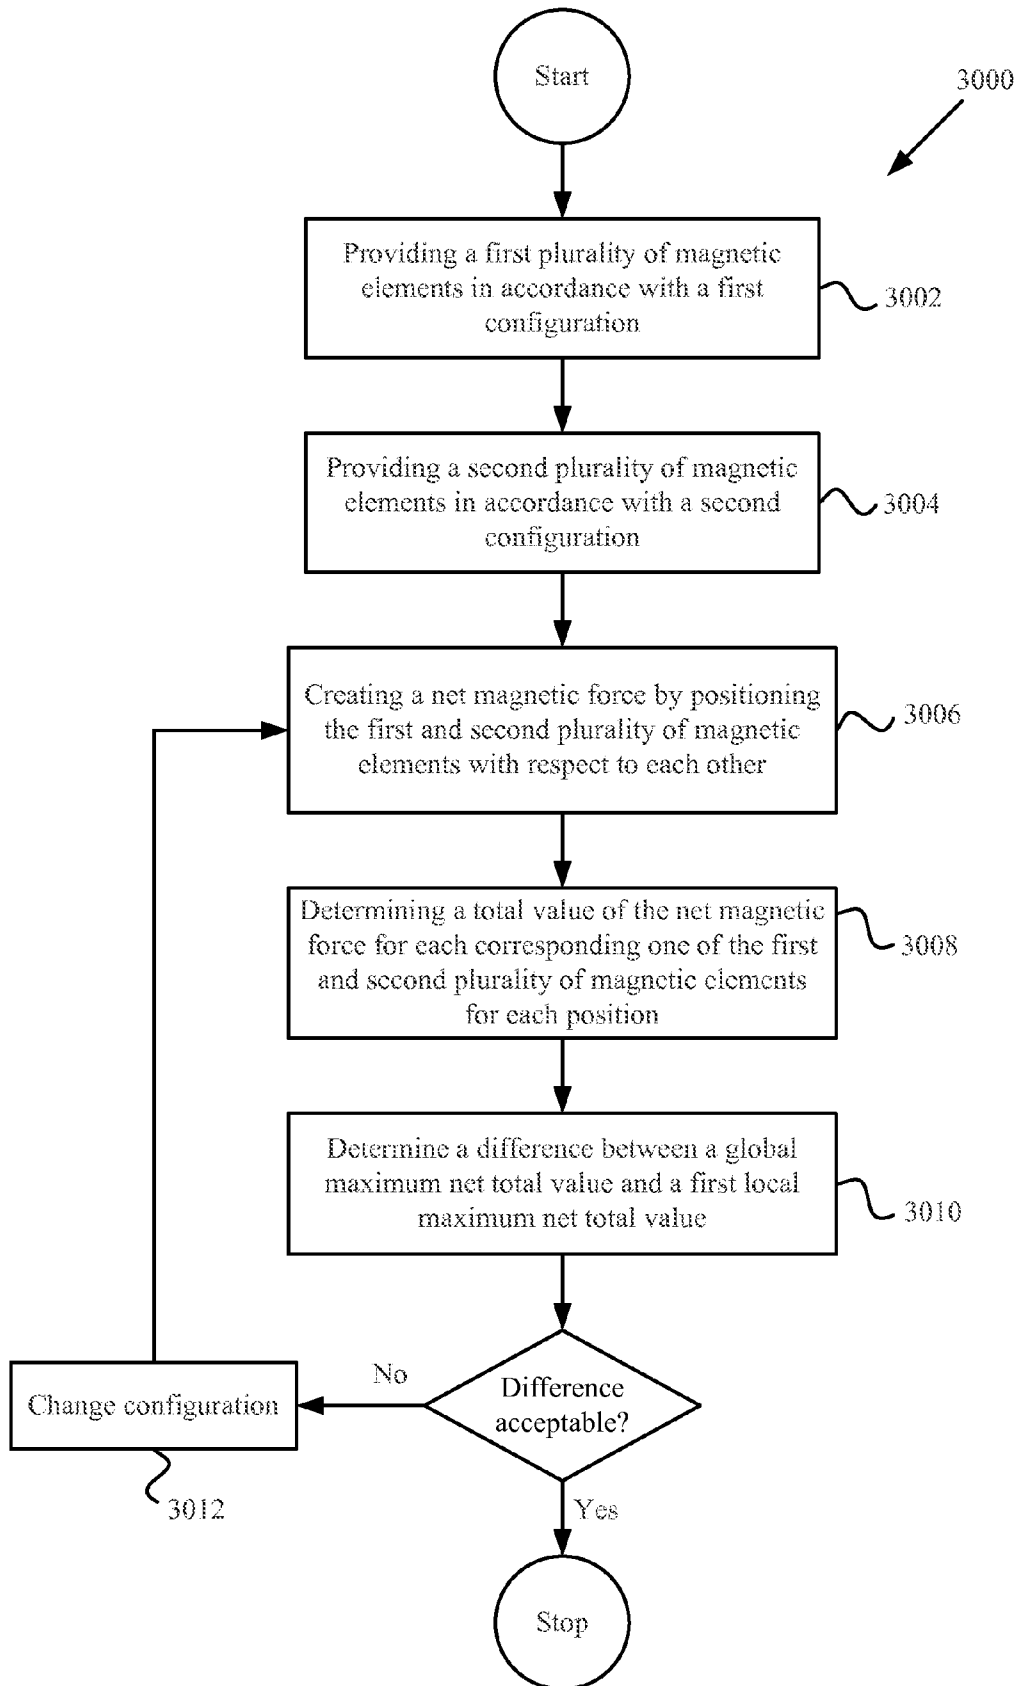 Start
3000
Providing a first plurality of magnetic
elements in accordance with a first
configuration
3002
Providing a second plurality of magnetic
elements in accordance with a second
configuration
3004
Creating a net magnetic force by positioning
the first and second plurality of magnetic
elements with respect to each other
3006
Determining a total value of the net magnetic
force for each corresponding one of the first
and second plurality of magnetic elements
for each position
3008
Determine a difference between a global
maximum net total value and a first local
maximum net total value
3010
Difference
acceptable?
No
Change configuration
3012
Yes
Stop